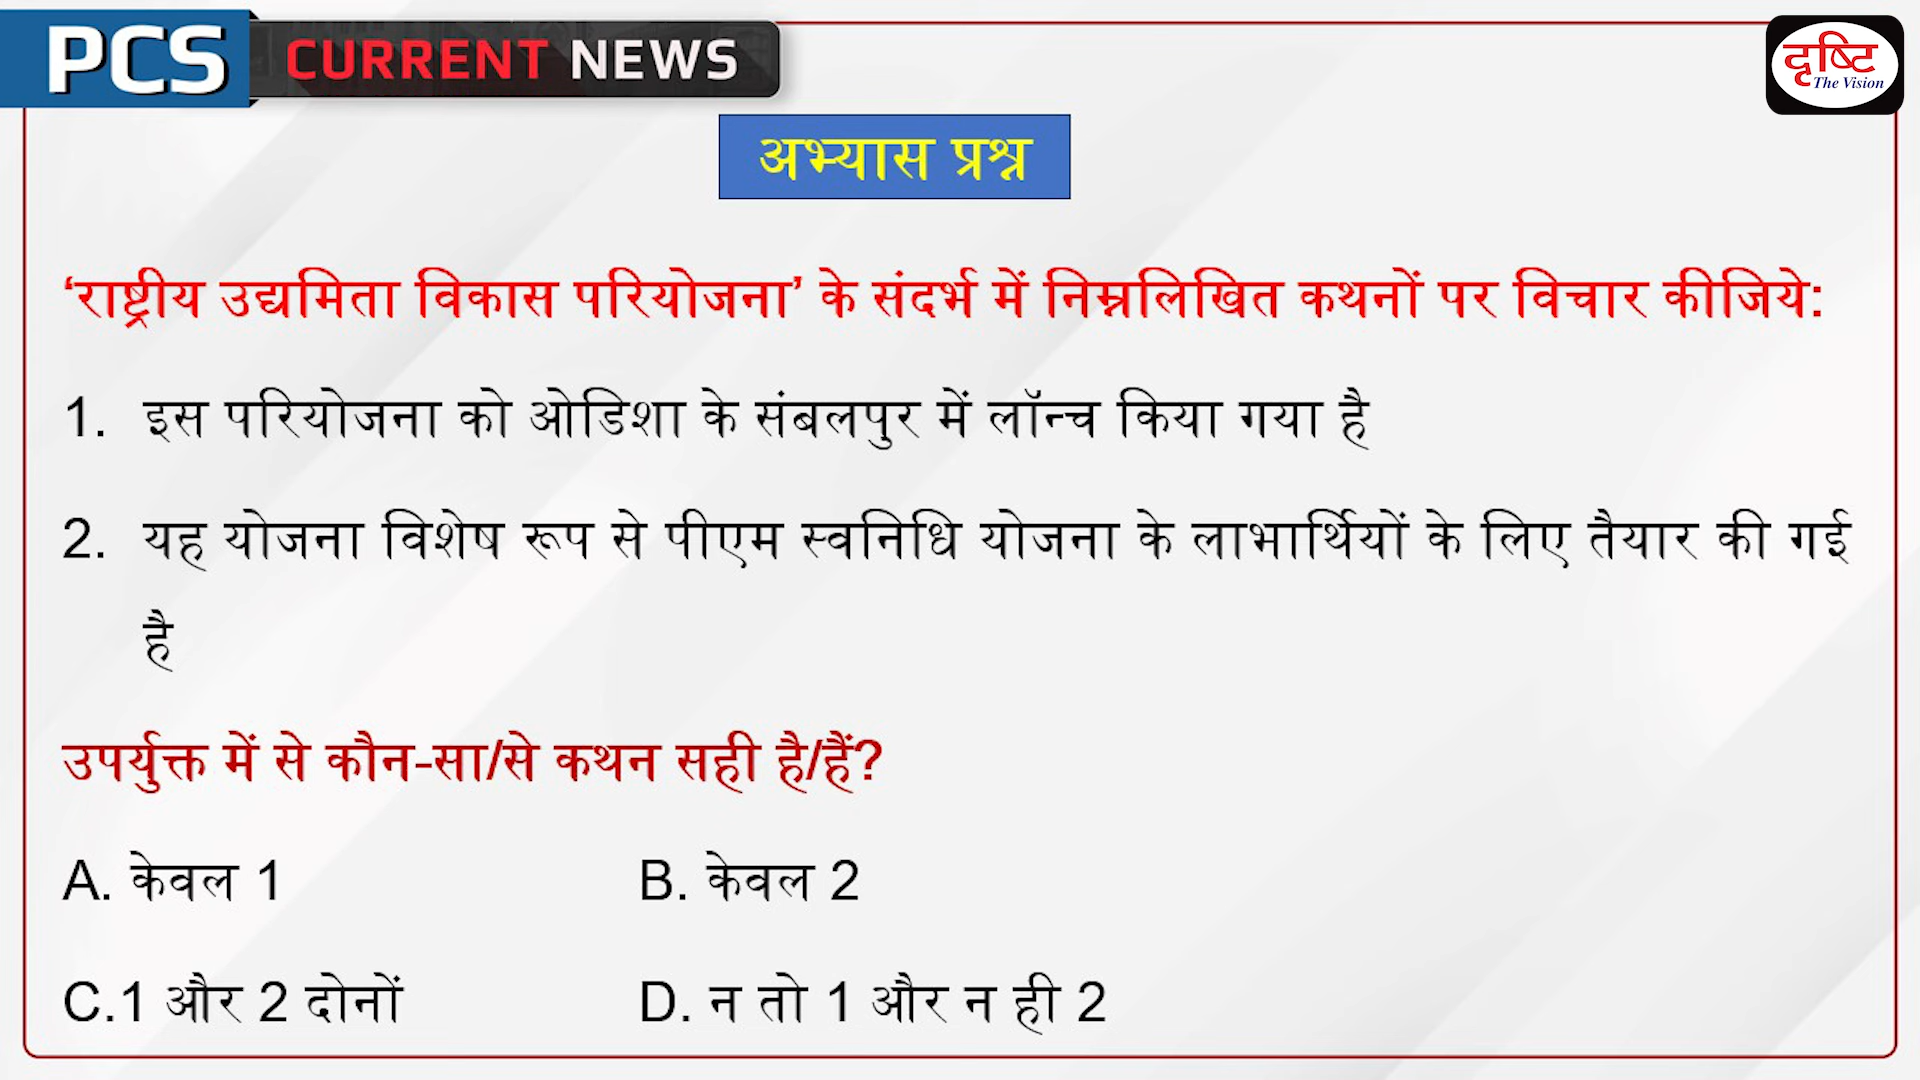 PCS CURRENT NEWS
दृष्टि
The Vision
अभ्यास प्रश्न
‘राष्ट्रीय उद्यमिता विकास परियोजना’ के संदर्भ में निम्नलिखित कथनों पर विचार कीजिये:
1. इस परियोजना को ओडिशा के संबलपुर में लॉन्च किया गया है
2. यह योजना विशेष रूप से पीएम स्वनिधि योजना के लाभार्थियों के लिए तैयार की गई
है
उपर्युक्त में से कौन-सा/से कथन सही है/हैं?
A. केवल 1 B. केवल 2
C.1 और 2 दोनों D. न तो 1 और न ही 2